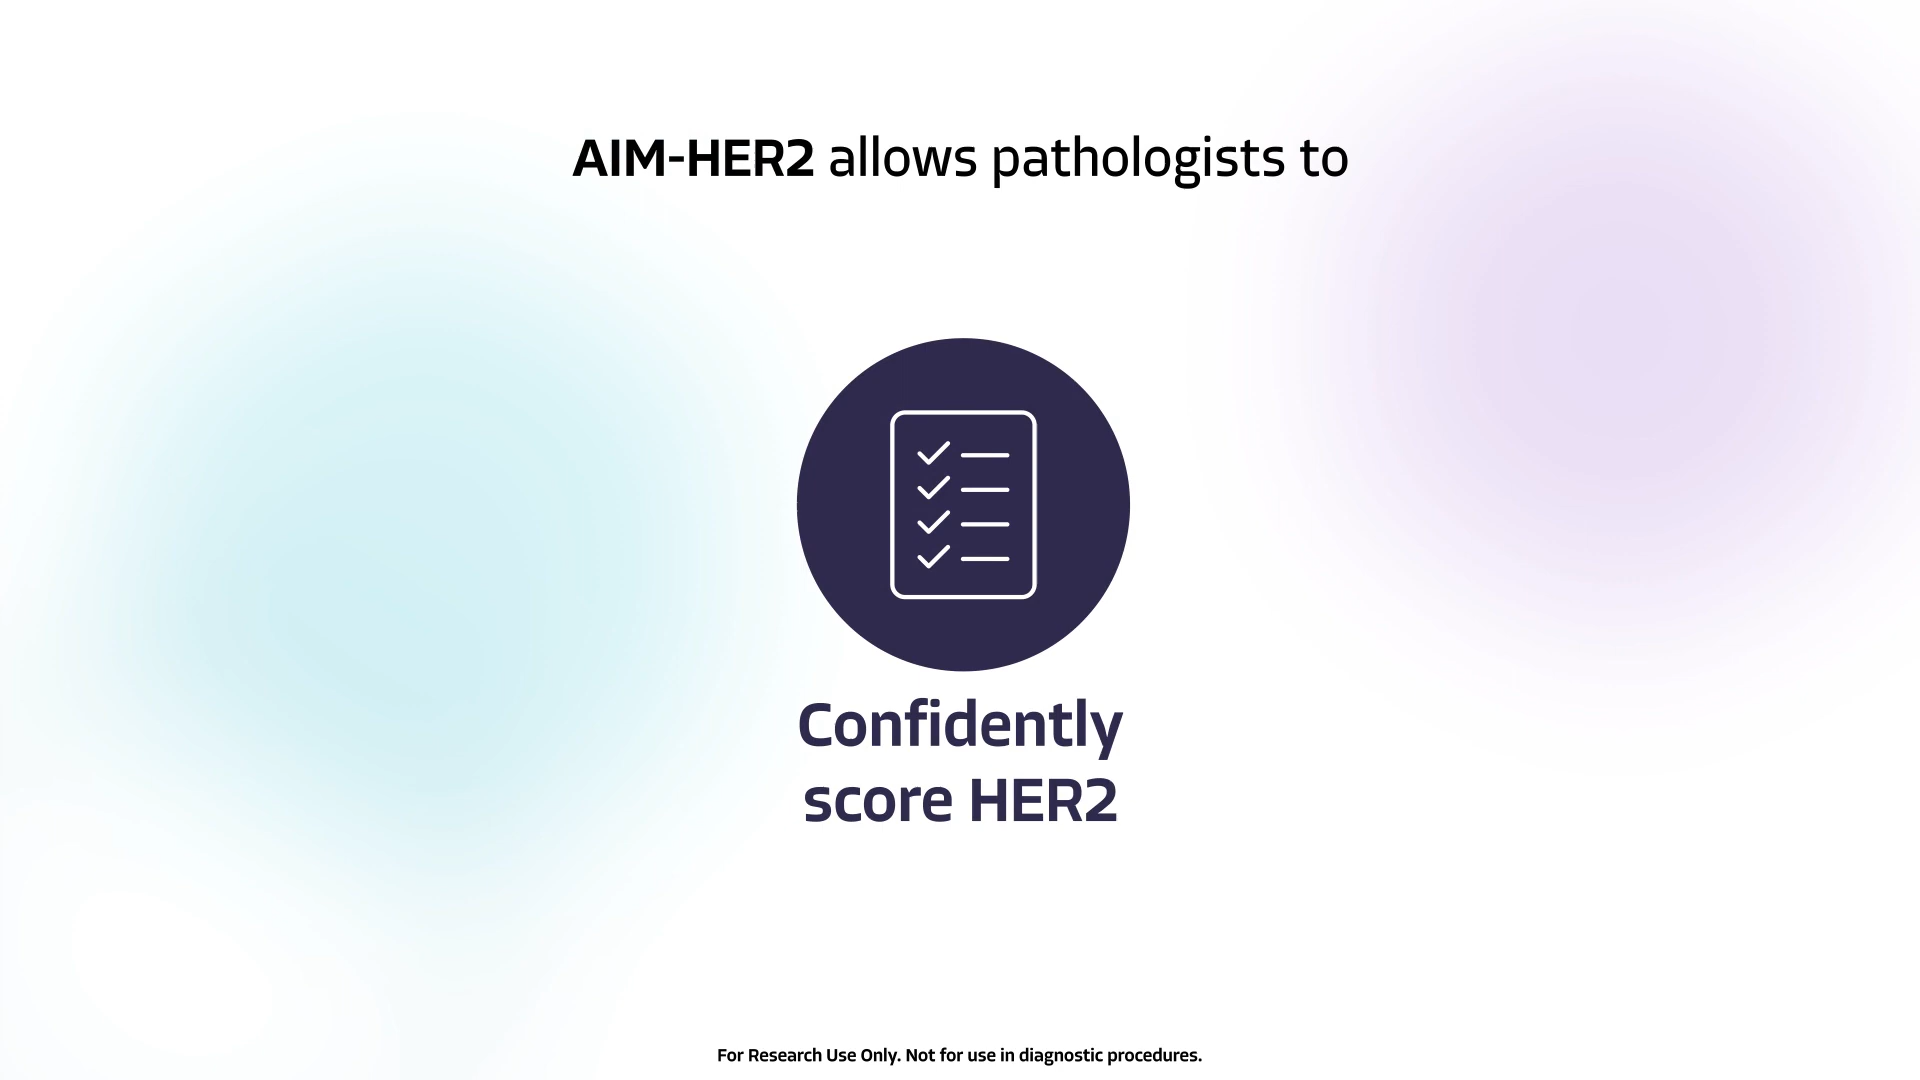 AIM-HER2 allows pathologists to
Confidently
score HER2
For Research Use Only. Not for use in diagnostic procedures.